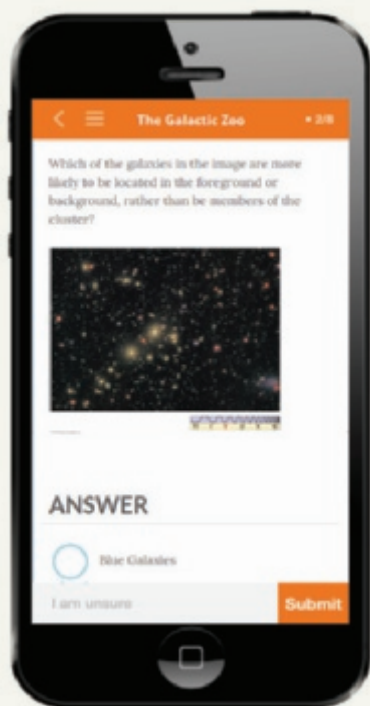 The Galactic Zoo
2/8
Which of the galaxies in the image are more
likely to be located in the foreground or
background, rather than be members of the
cluster?
ANSWER
Blue Galaxies
I am unsure
Submit